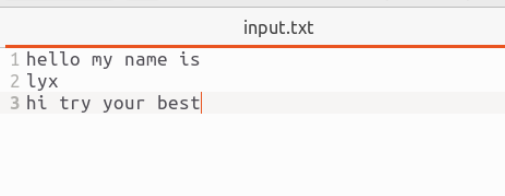 input.txt
1 hello my name is
2 lyx
3 hi try your best